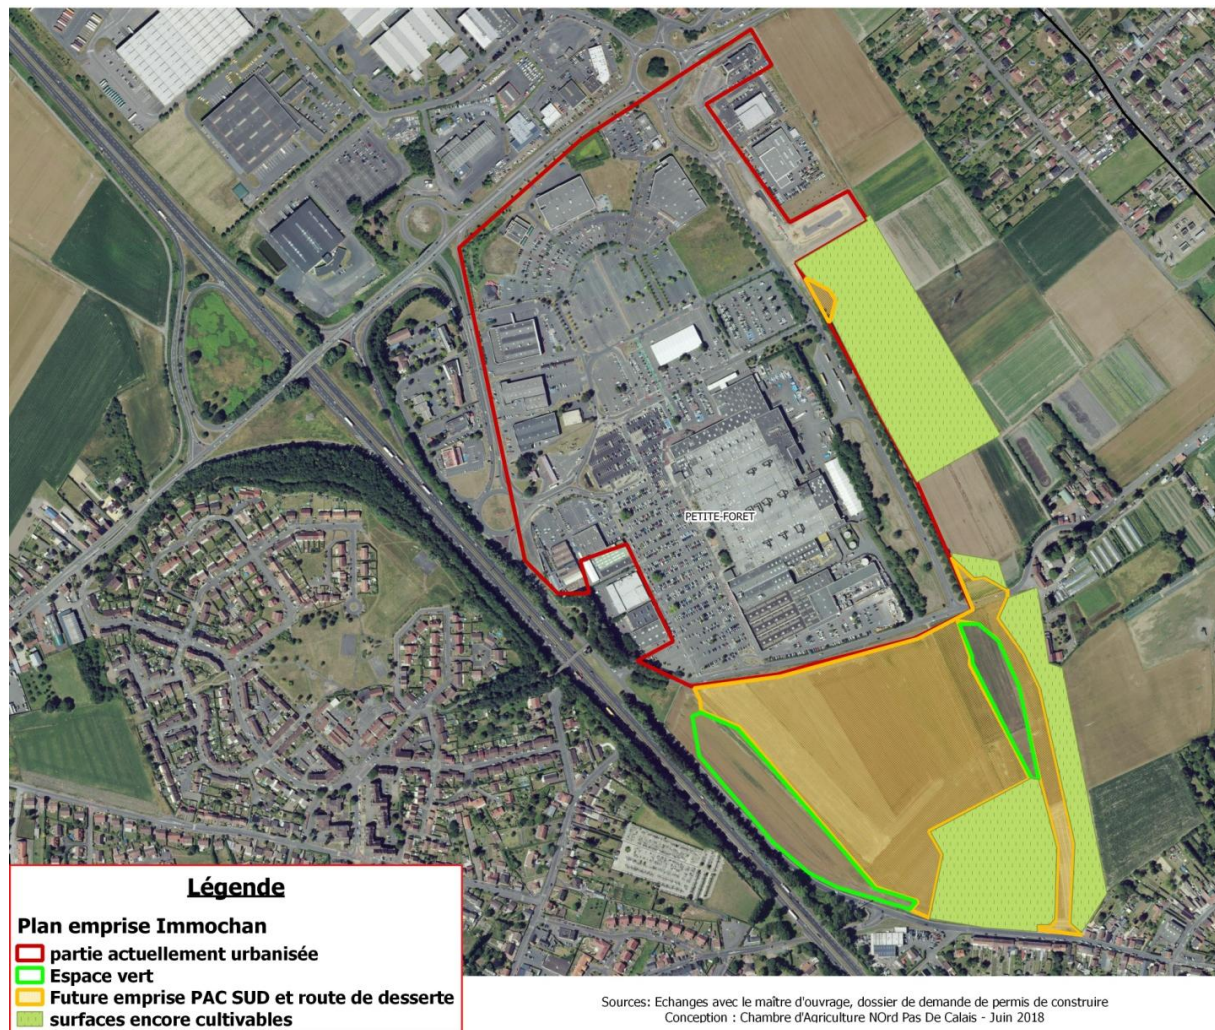 PETITE-FORET
Légende
Plan emprise Immochan
partie actuellement urbanisée
Espace vert
Future emprise PAC SUD et route de desserte
surfaces encore cultivables
Sources: Echanges avec le maître d'ouvrage, dossier de demande de permis de construire
Conception : Chambre d'Agriculture NOrd Pas De Calais - Juin 2018